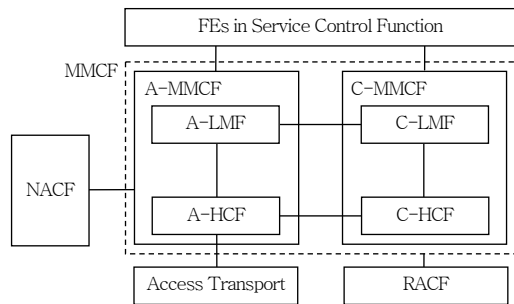 FEs in Service Control Function
MMCF
A-MMCF
C-MMCF
A-LMF
C-LMF
NACF
A-HCF
C-HCF
Access Transport
RACF